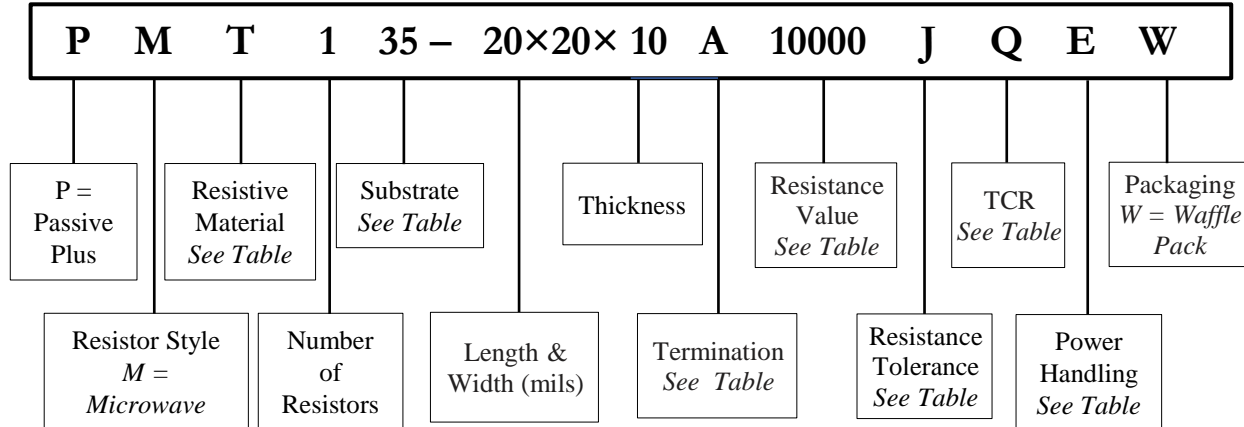 P M T 1 35 – 20×20× 10 A 10000 J Q E W
P =
Passive
Plus
Resistive
Material
See Table
Substrate
See Table
Thickness
Resistance
Value
See Table
TCR
See Table
Packaging
W = Waffle
Pack
Resistor Style
M =
Microwave
Number
of
Resistors
Length &
Width (mils)
Termination
See Table
Resistance
Tolerance
See Table
Power
Handling
See Table